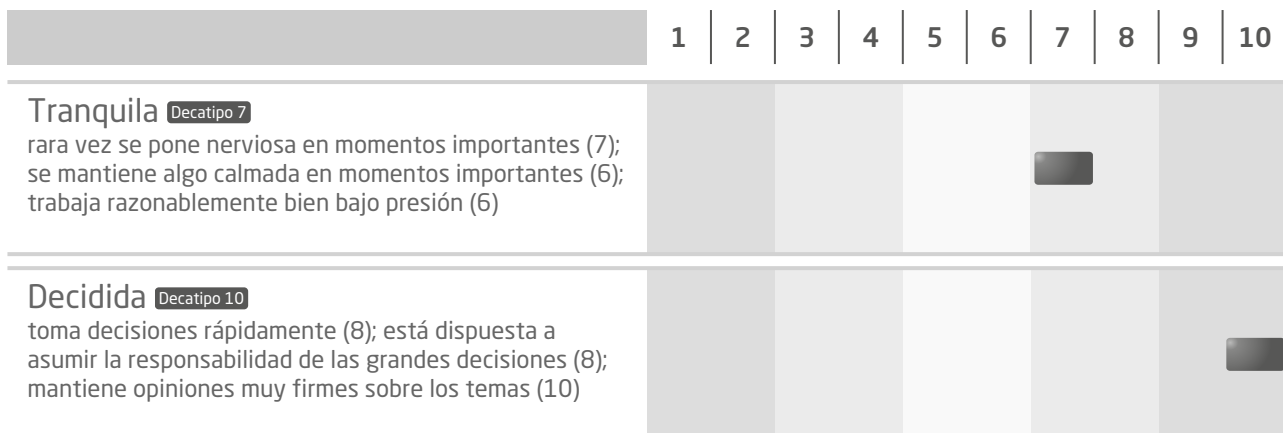 1 2 3 4 5 6 7 8 9 10
Tranquila Decatipo 7
rara vez se pone nerviosa en momentos importantes (7);
se mantiene algo calmada en momentos importantes (6);
trabaja razonablemente bien bajo presión (6)
Decidida Decatipo 10
toma decisiones rápidamente (8); está dispuesta a
asumir la responsabilidad de las grandes decisiones (8);
mantiene opiniones muy firmes sobre los temas (10)